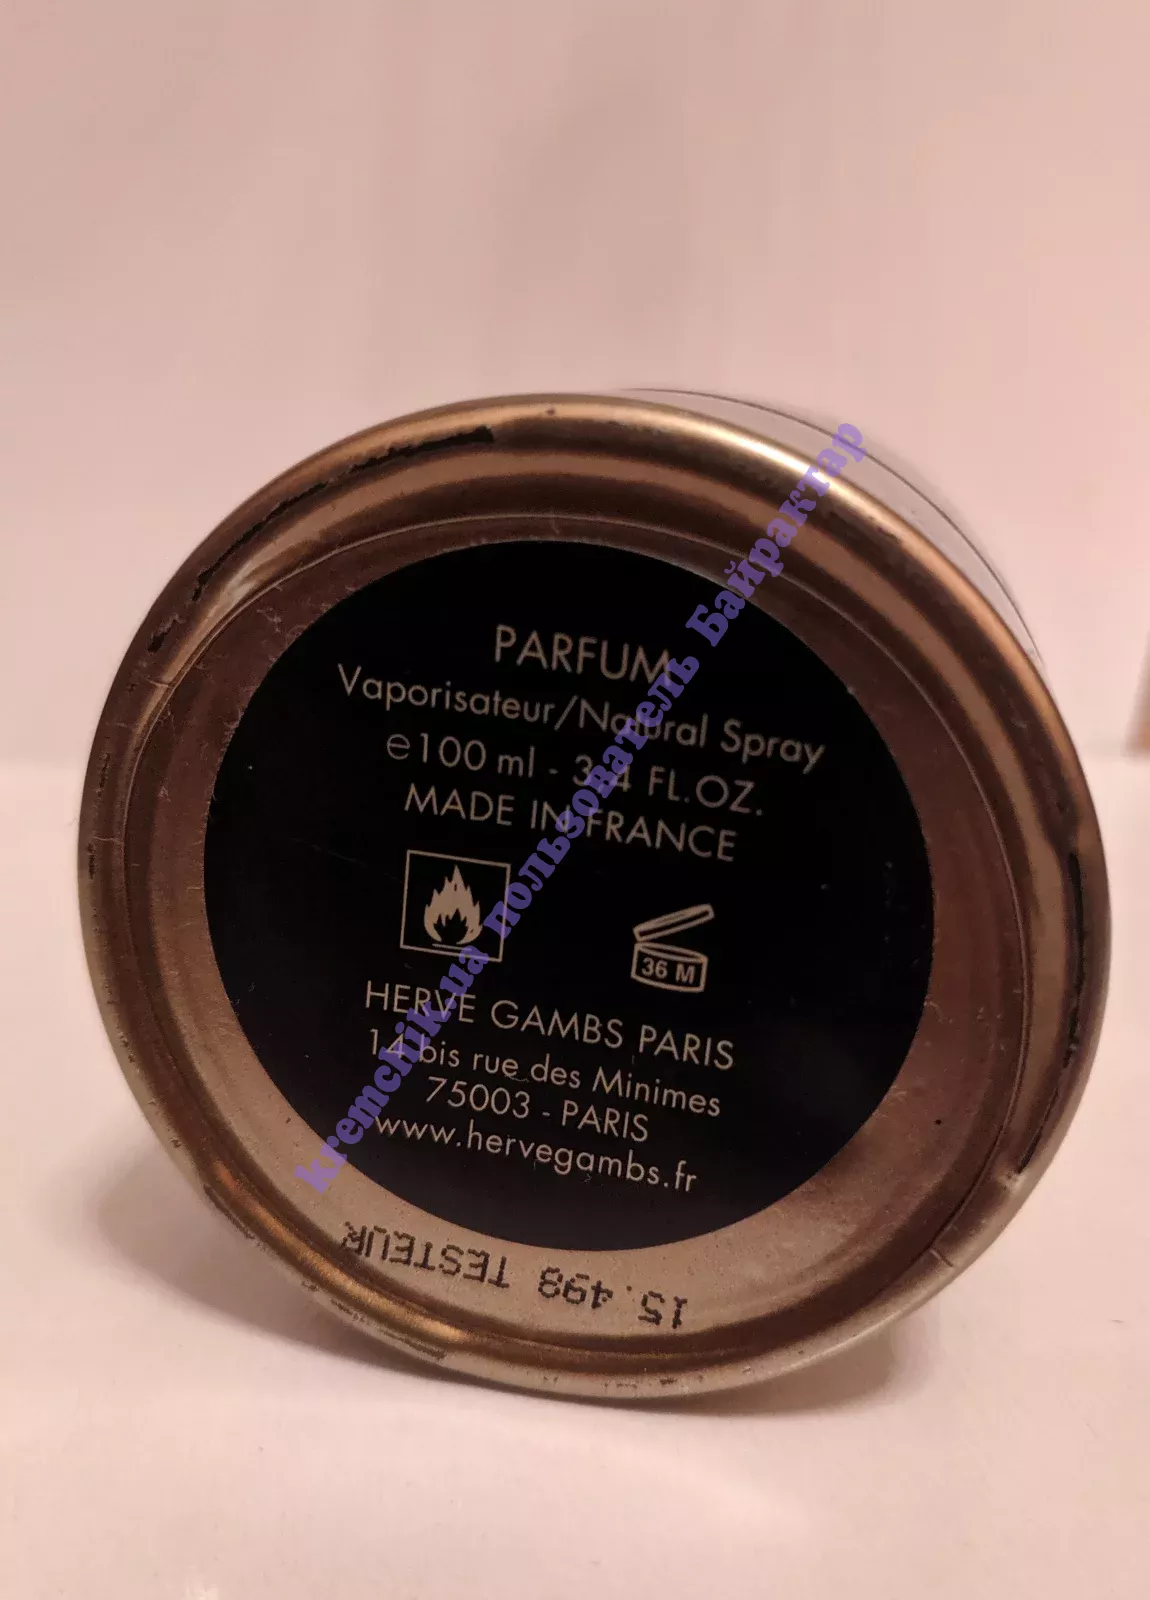 PARFUM
Vaporisateur/Natural Spray
℮100 ml - 3,4 FL.OZ.
MADE IN FRANCE
36 M
HERVE GAMBS PARIS
14 bis rue des Minimes
75003 - PARIS
www.hervegambs.fr
15.498 TESTEUR
kremchik.ua пользователь Байрактар